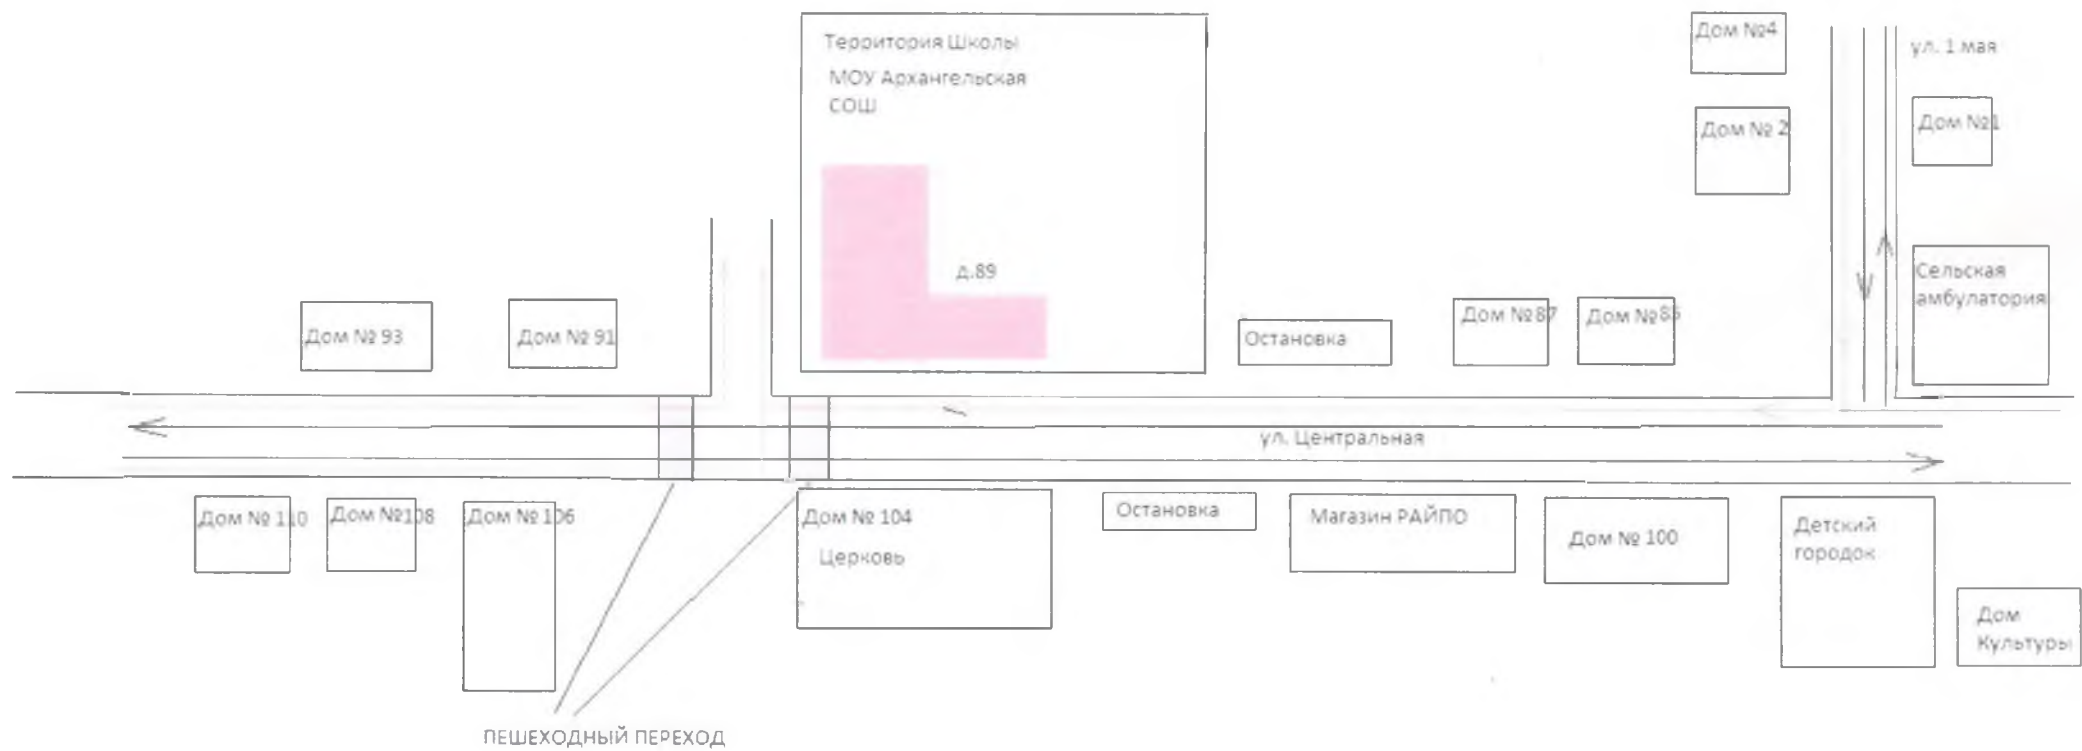 Территория Школы
МОУ Архангельская
СОШ
д.89
Дом №4
ул. 1 мая
Дом № 2
Дом №1
Сельская
амбулатория
Дом № 93
Дом № 91
Остановка
Дом №87
Дом №85
ул. Центральная
Дом № 110
Дом №108
Дом № 106
Дом № 104
Церковь
Остановка
Магазин РАЙПО
Дом № 100
Детский
городок
Дом
Культуры
ПЕШЕХОДНЫЙ ПЕРЕХОД